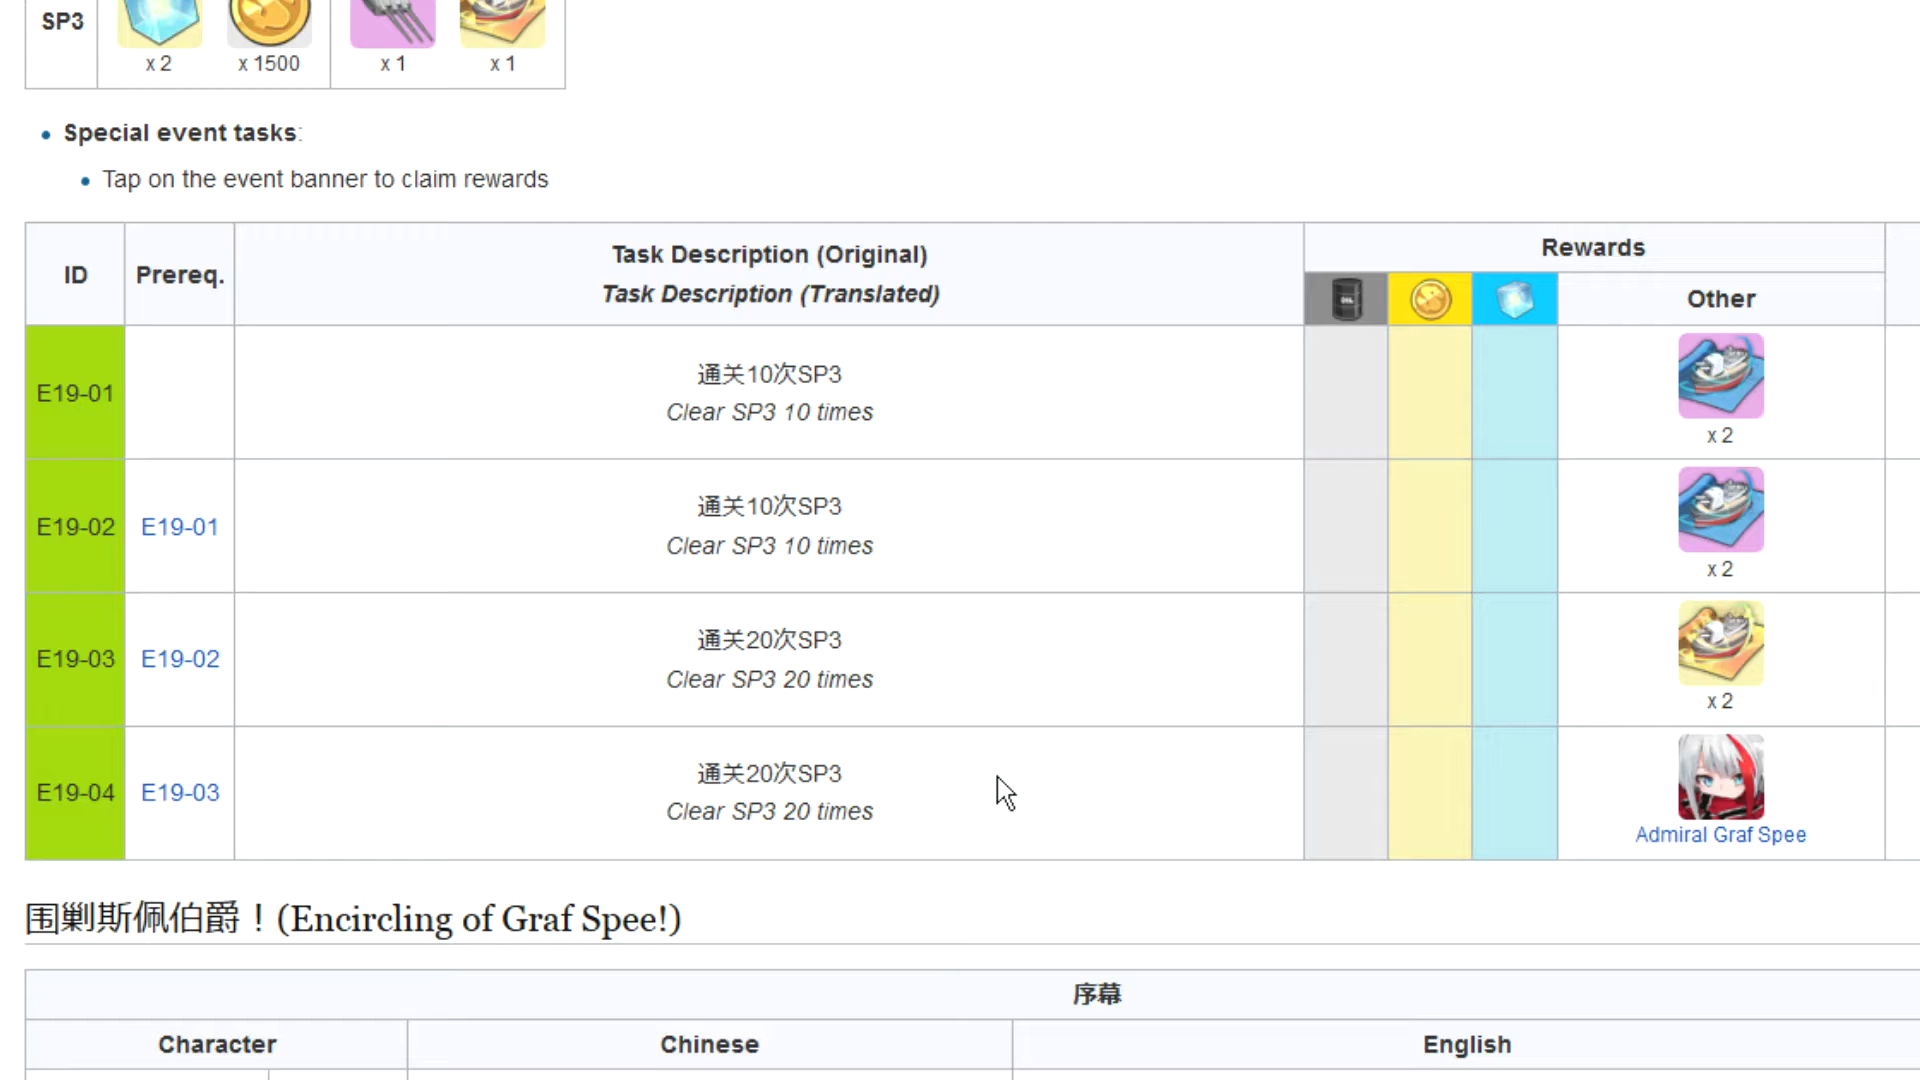 SP3
x 2
x 1500
x 1
x 1
Special event tasks:
Tap on the event banner to claim rewards
ID
Prereq.
Task Description (Original)
Task Description (Translated)
Rewards
OIL
Other
E19-01
通关10次SP3
Clear SP3 10 times
x 2
E19-02
E19-01
通关10次SP3
Clear SP3 10 times
x 2
E19-03
E19-02
通关20次SP3
Clear SP3 20 times
x 2
E19-04
E19-03
通关20次SP3
Clear SP3 20 times
Admiral Graf Spee
围剿斯佩伯爵！(Encircling of Graf Spee!)
序幕
Character
Chinese
English